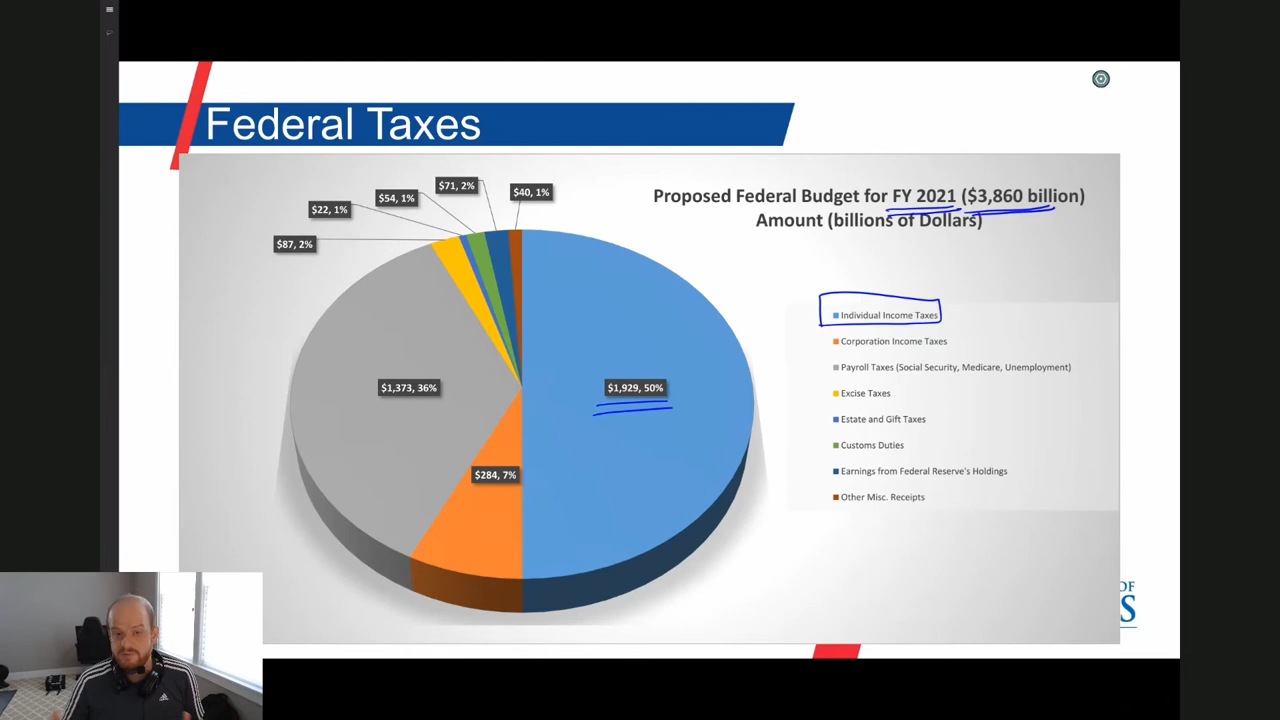 Federal Taxes
Proposed Federal Budget for FY 2021 ($3,860 billion)
Amount (billions of Dollars)
$71, 2%
$40, 1%
$54, 1%
$22, 1%
$87, 2%
$1,373, 36%
$1,929, 50%
$284, 7%
Individual Income Taxes
Corporation Income Taxes
Payroll Taxes (Social Security, Medicare, Unemployment)
Excise Taxes
Estate and Gift Taxes
Customs Duties
Earnings from Federal Reserve's Holdings
Other Misc. Receipts
OF
S